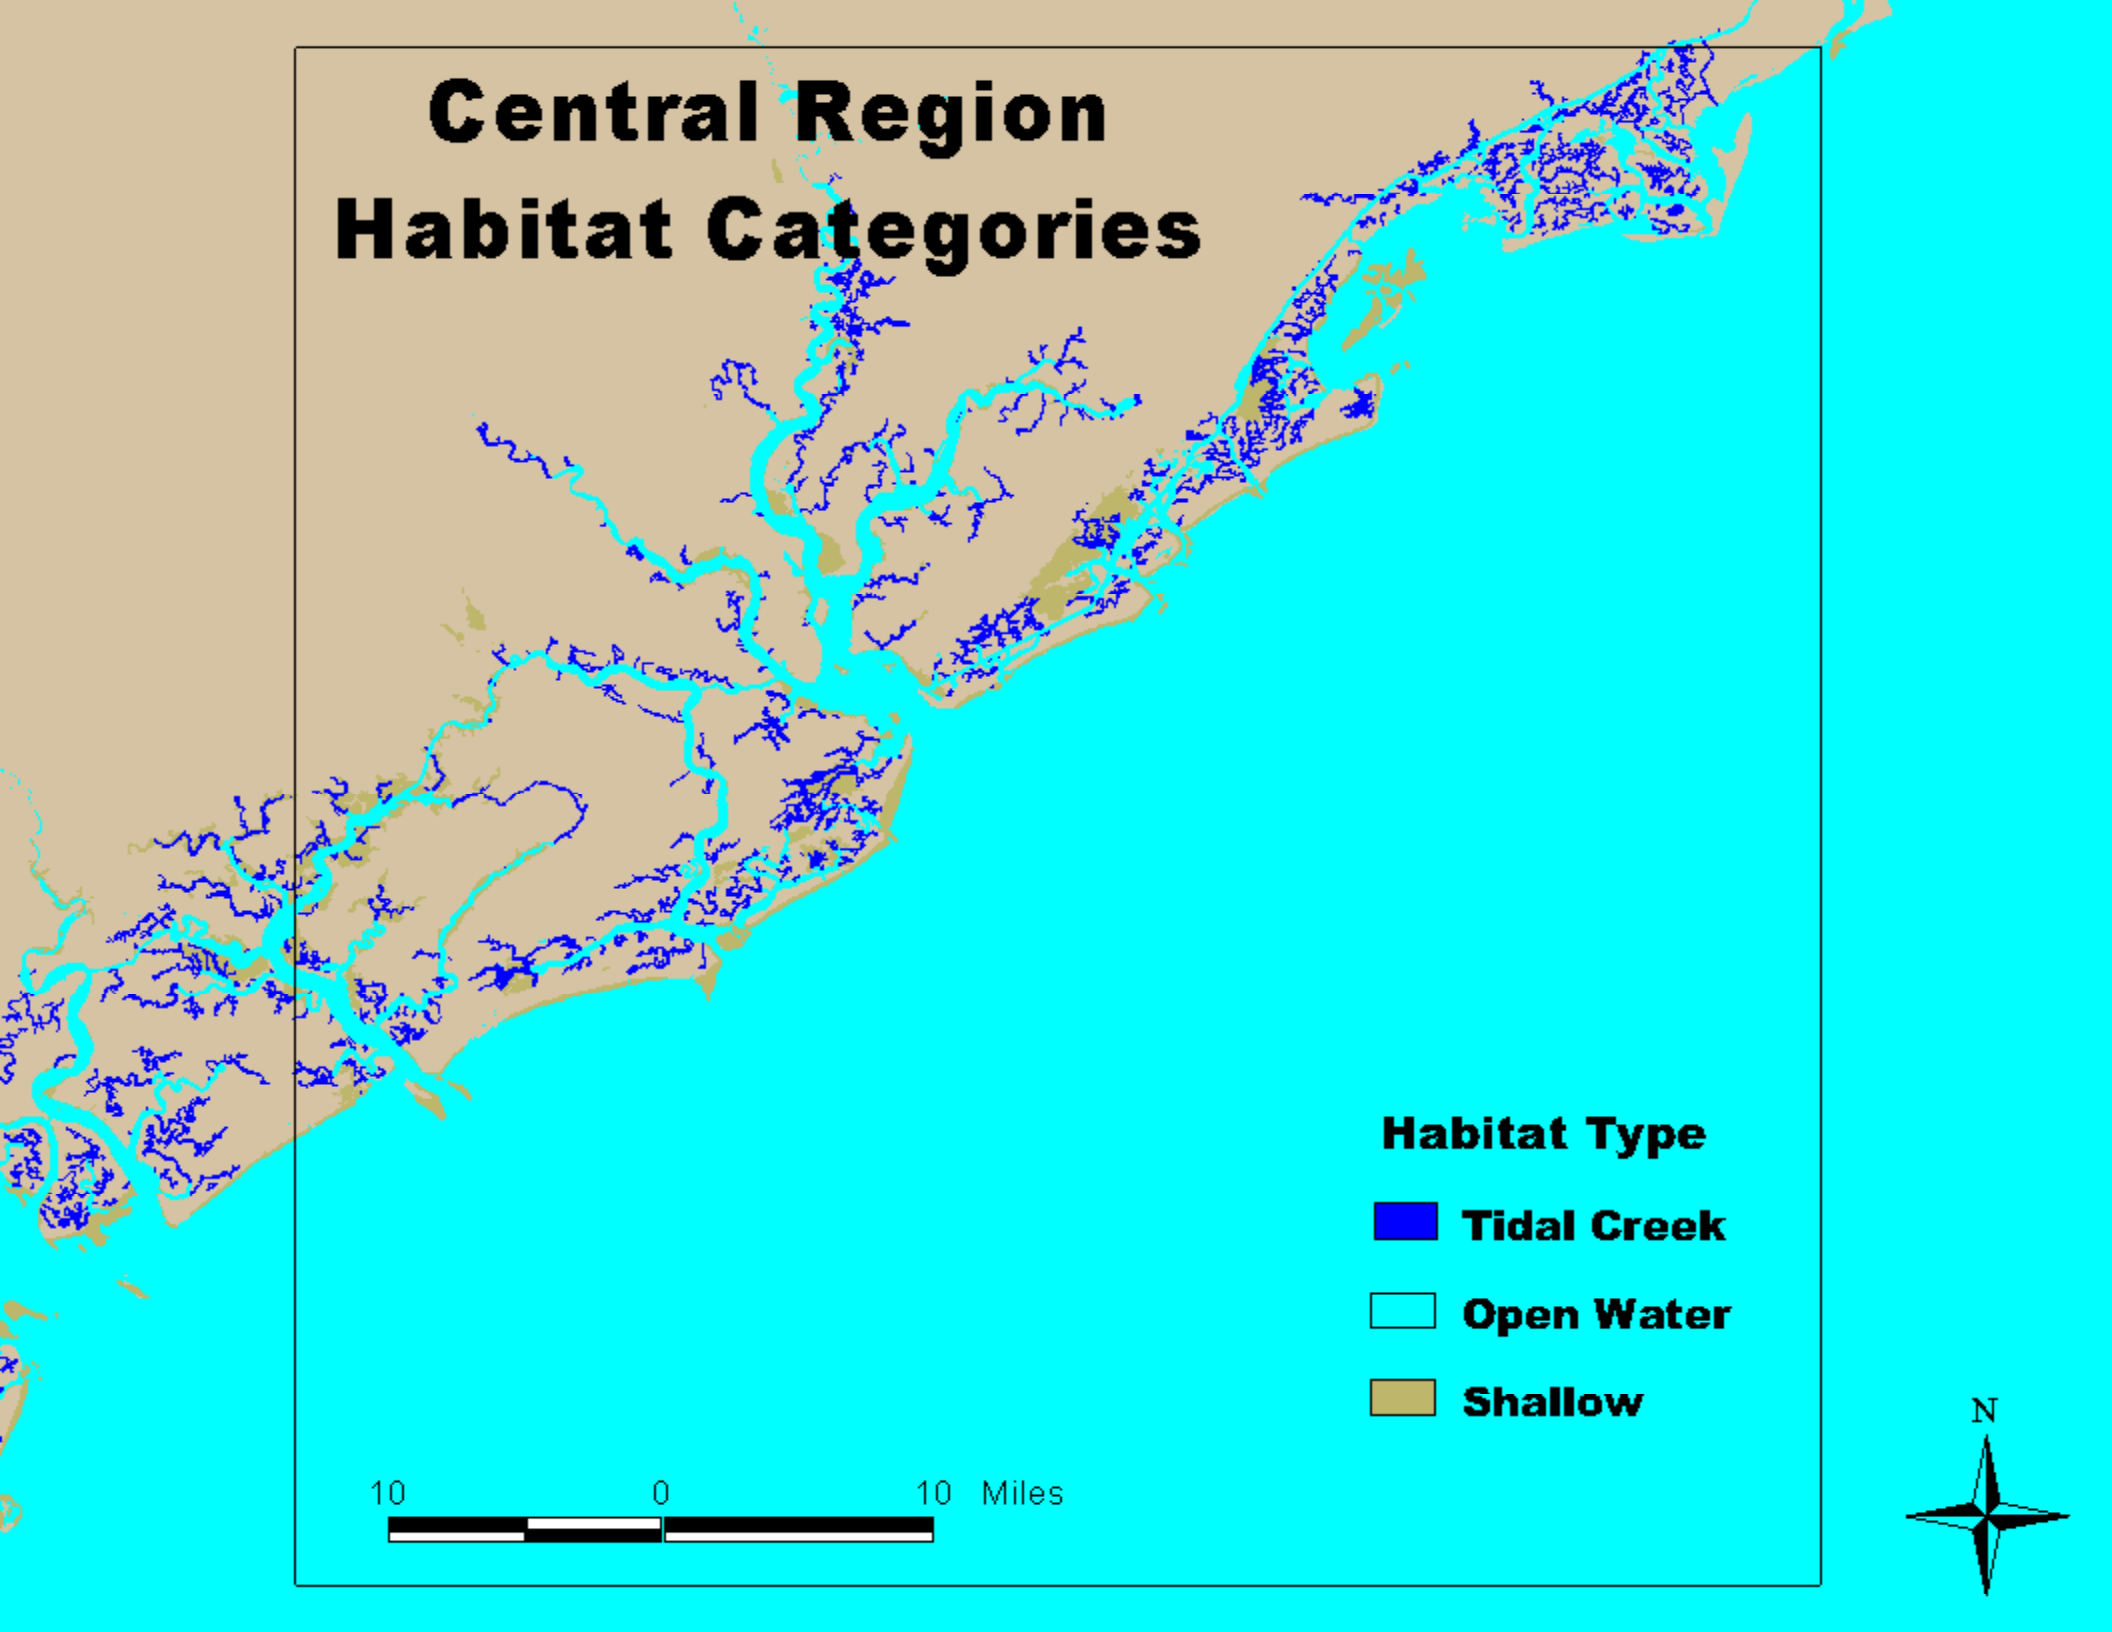 Central Region
Habitat Categories
Habitat Type
Tidal Creek
Open Water
Shallow
N
10 0 10 Miles